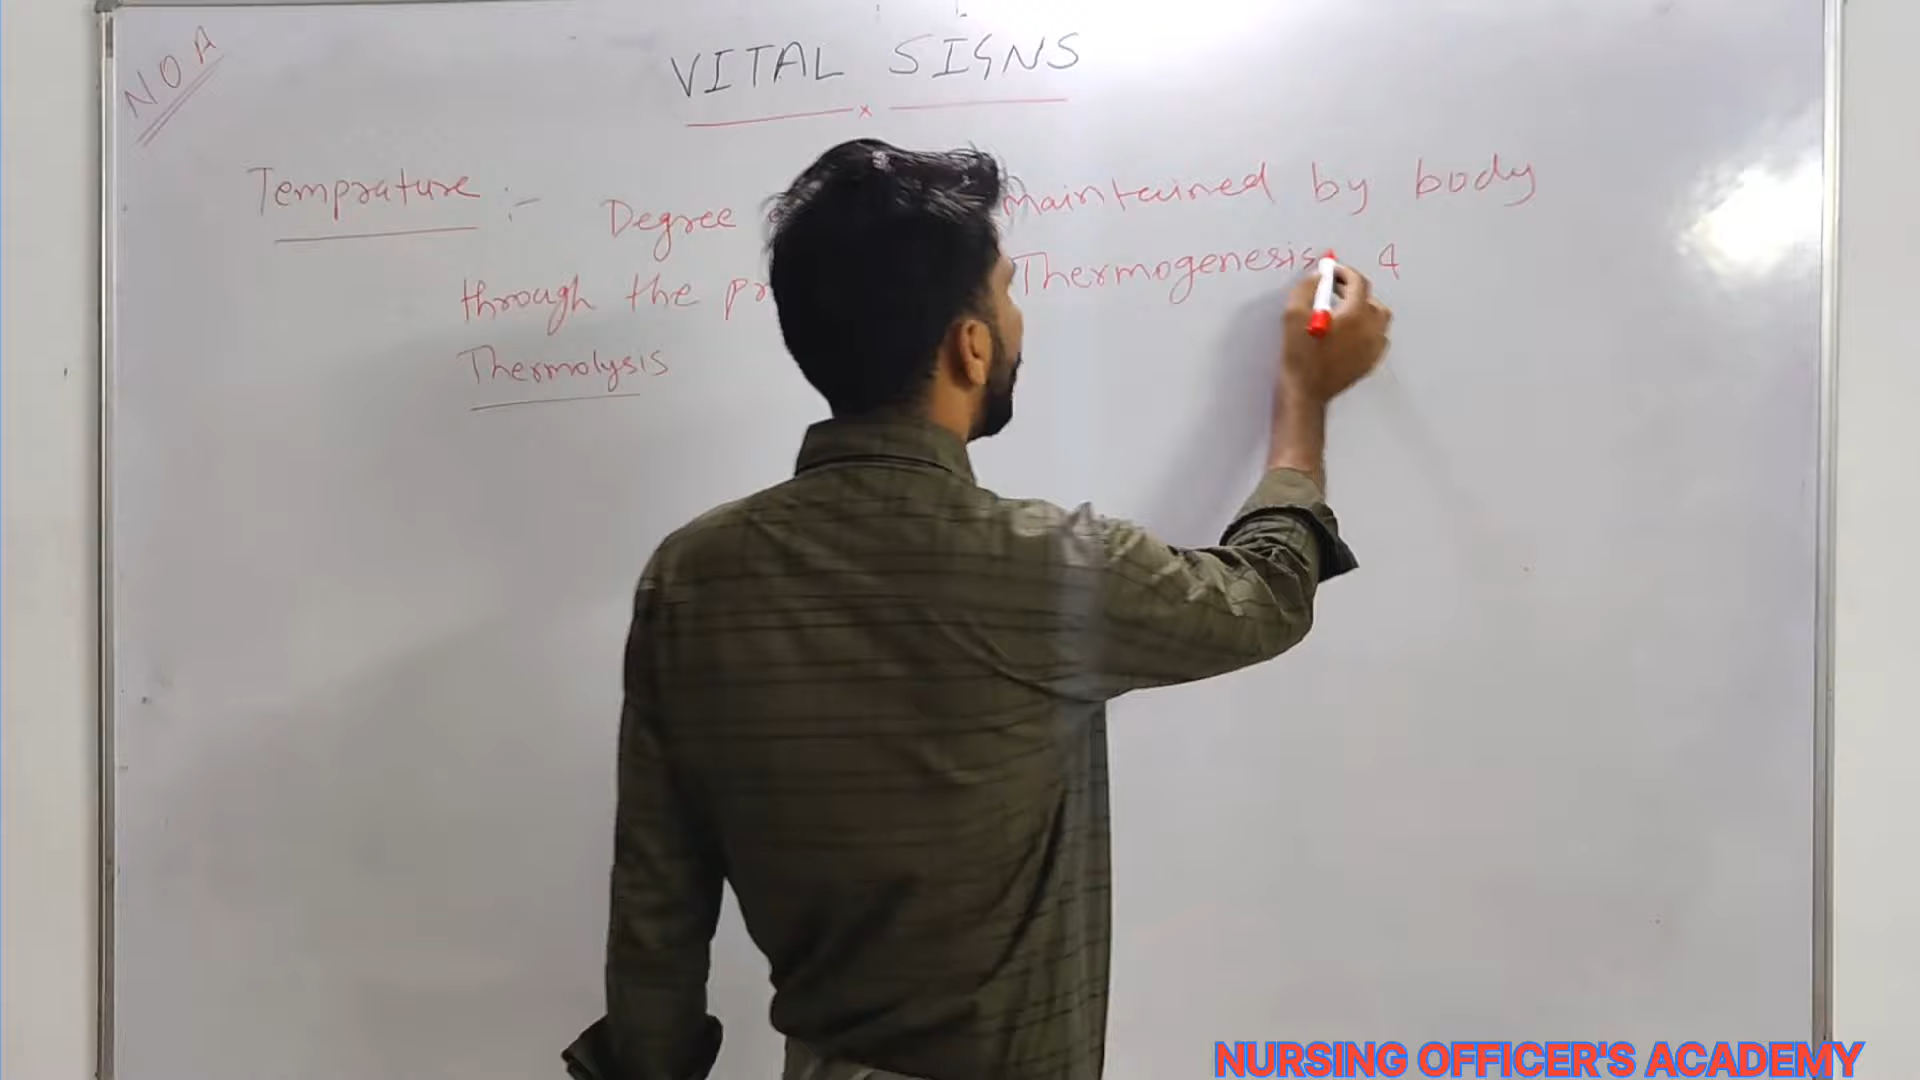 NOA
VITAL SIGNS
x
Temprature :- Degree maintained by body
through the Thermogenesis &
Thermolysis
NURSING OFFICER'S ACADEMY